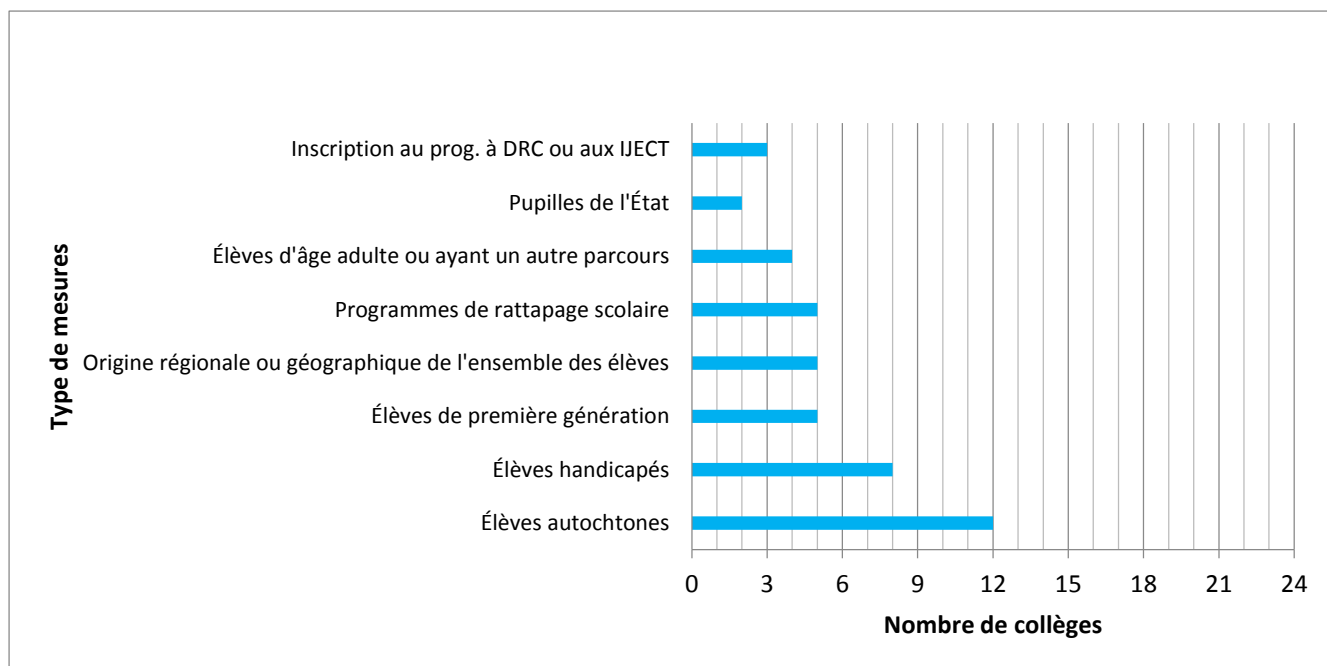 Type de mesures
Inscription au prog. à DRC ou aux IJECT
Pupilles de l'État
Élèves d'âge adulte ou ayant un autre parcours
Programmes de rattapage scolaire
Origine régionale ou géographique de l'ensemble des élèves
Élèves de première génération
Élèves handicapés
Élèves autochtones
0 3 6 9 12 15 18 21 24
Nombre de collèges